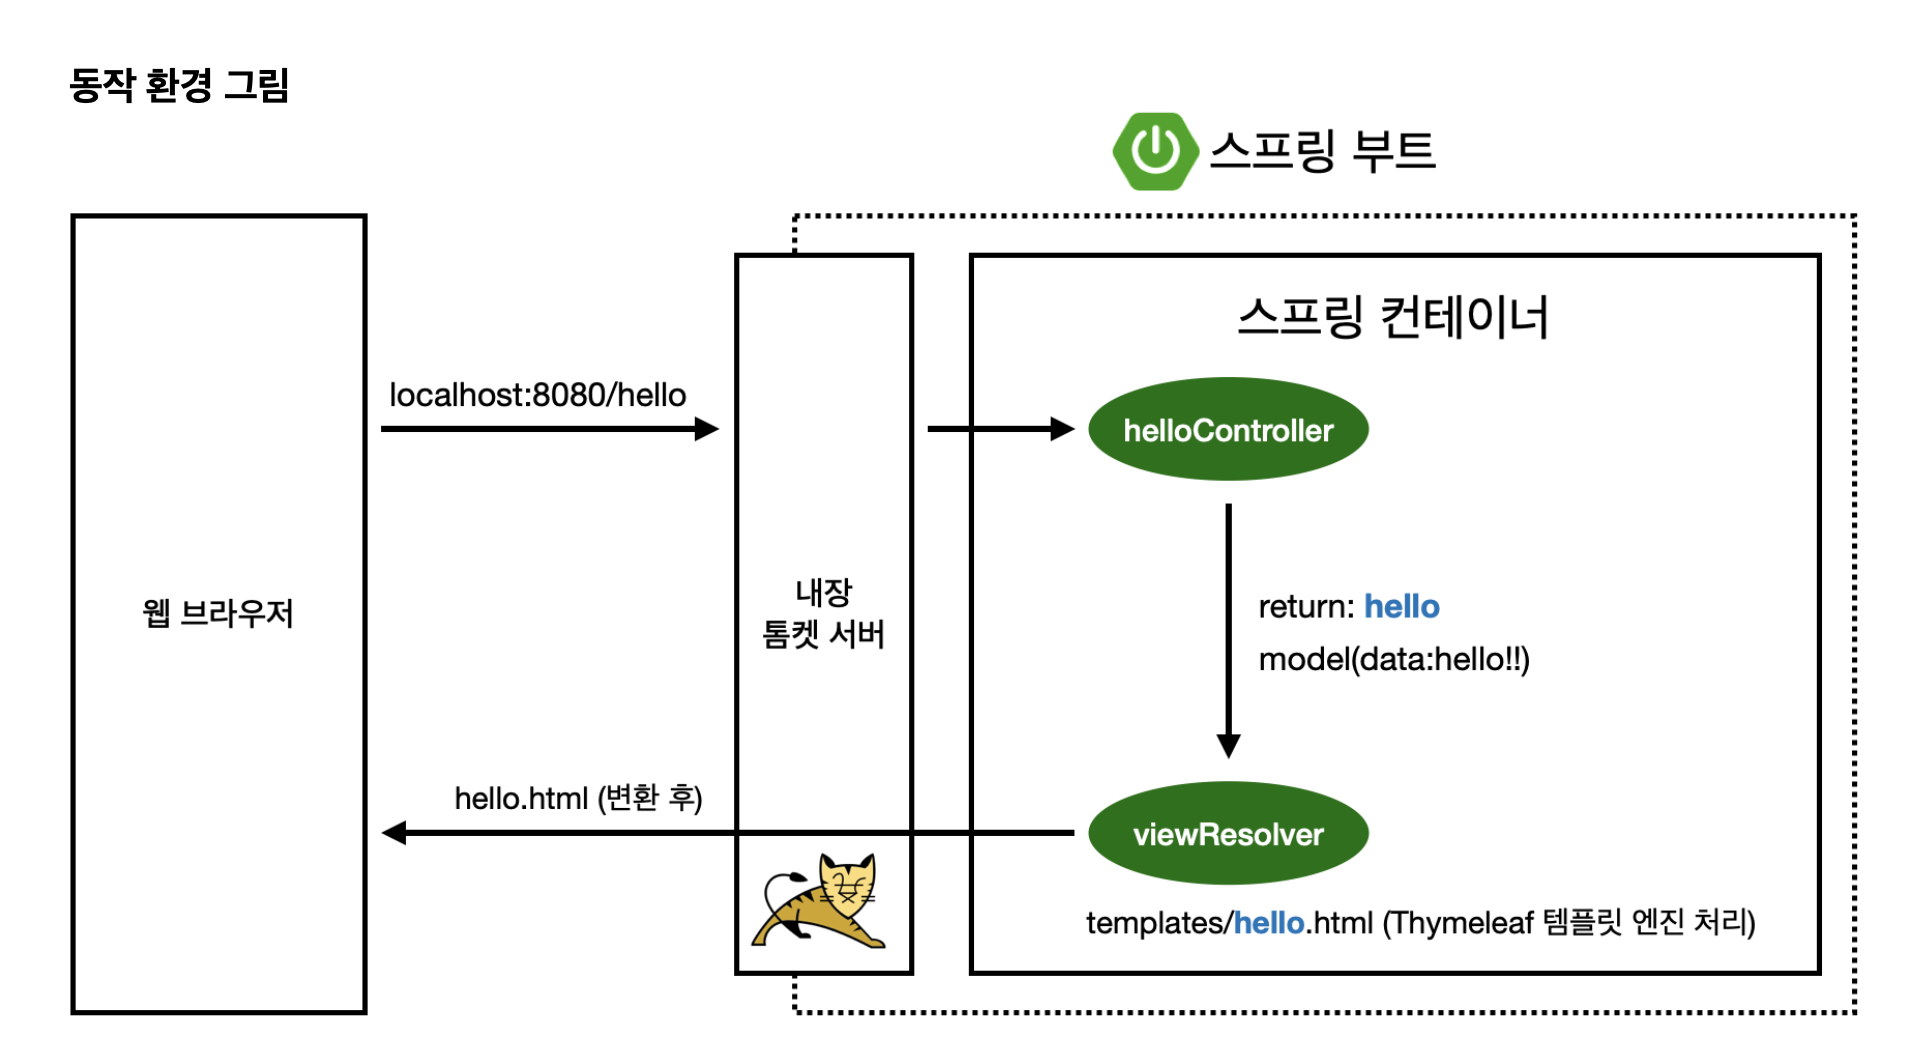 동작 환경 그림
스프링 부트
스프링 컨테이너
localhost:8080/hello
helloController
웹 브라우저
내장
톰켓 서버
return: hello
model(data:hello!!)
hello.html (변환 후)
viewResolver
templates/hello.html (Thymeleaf 템플릿 엔진 처리)